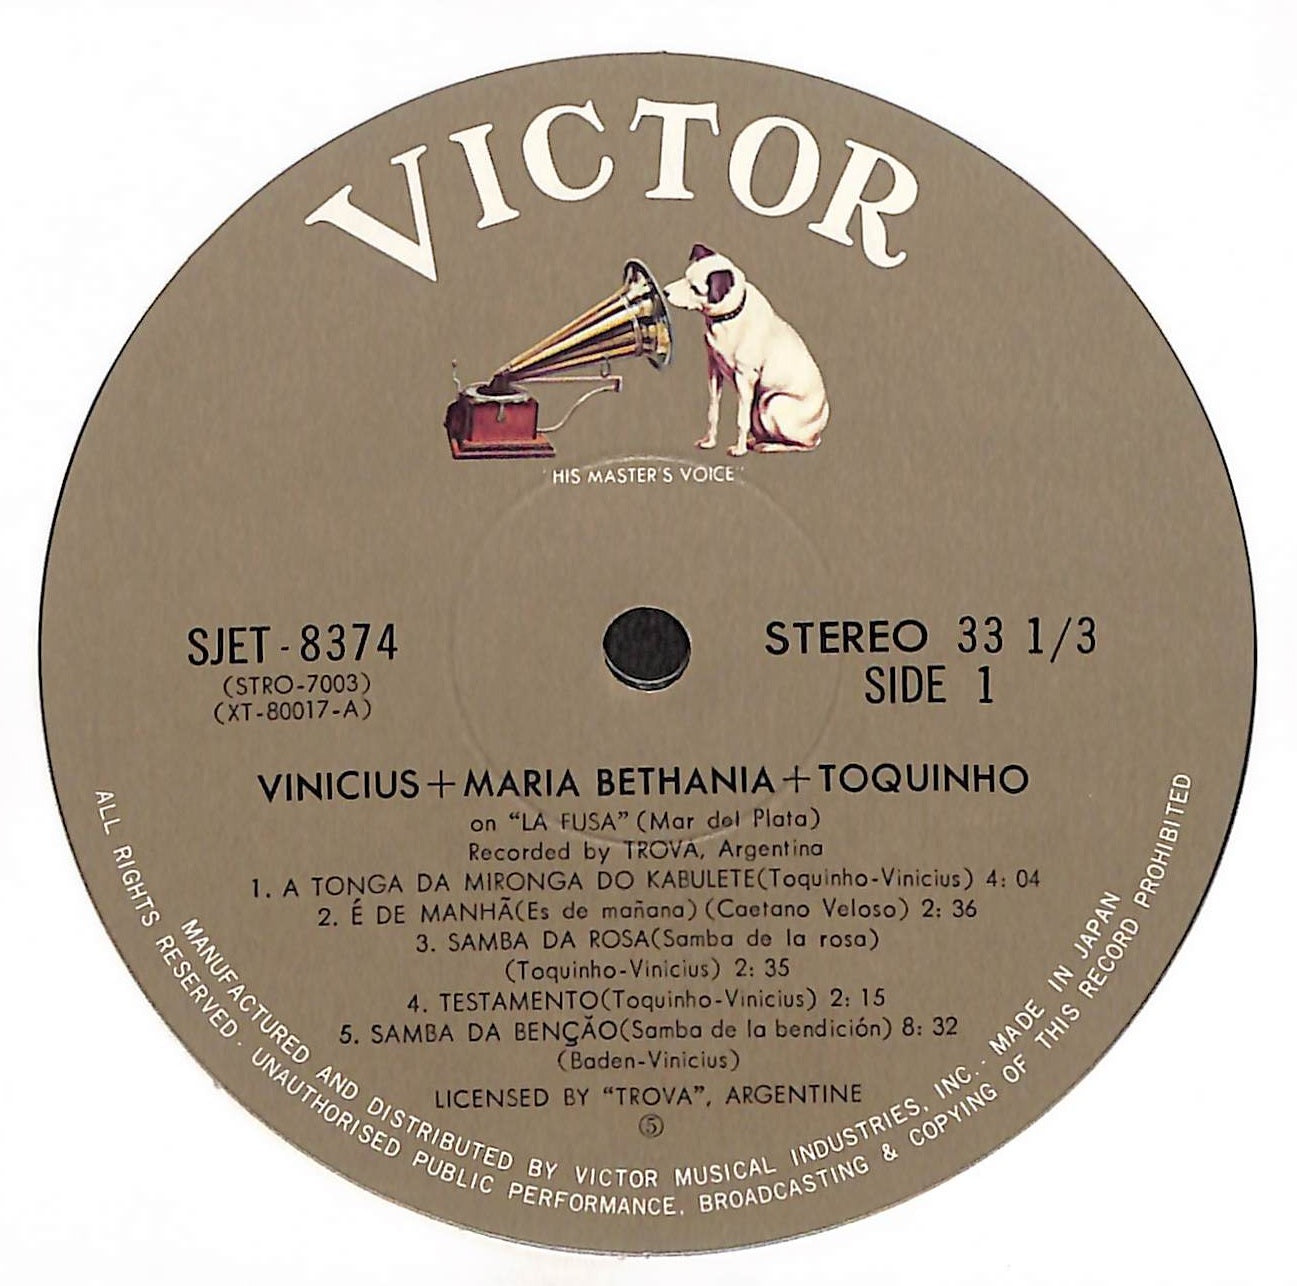 VICTOR
"HIS MASTER'S VOICE"
SJET-8374
(STRO-7003)
(XT-80017-A)
STEREO 33 1/3
SIDE 1
VINICIUS+MARIA BETHANIA+TOQUINHO
on “LA FUSA” (Mar del Plata)
Recorded by TROVA, Argentina
1. A TONGA DA MIRONGA DO KABULETE(Toquinho-Vinicius) 4: 04
2. É DE MANHÃ(Es de mañana) (Caetano Veloso) 2: 36
3. SAMBA DA ROSA(Samba de la rosa)
(Toquinho-Vinicius) 2: 35
4. TESTAMENTO(Toquinho-Vinicius) 2: 15
5. SAMBA DA BENÇÃO(Samba de la bendición) 8: 32
(Baden-Vinicius)
LICENSED BY “TROVA”, ARGENTINE
⑤
MANUFACTURED AND DISTRIBUTED BY VICTOR MUSICAL INDUSTRIES, INC.· MADE IN JAPAN
ALL RIGHTS RESERVED · UNAUTHORISED PUBLIC PERFORMANCE, BROADCASTING & COPYING OF THIS RECORD PROHIBITED